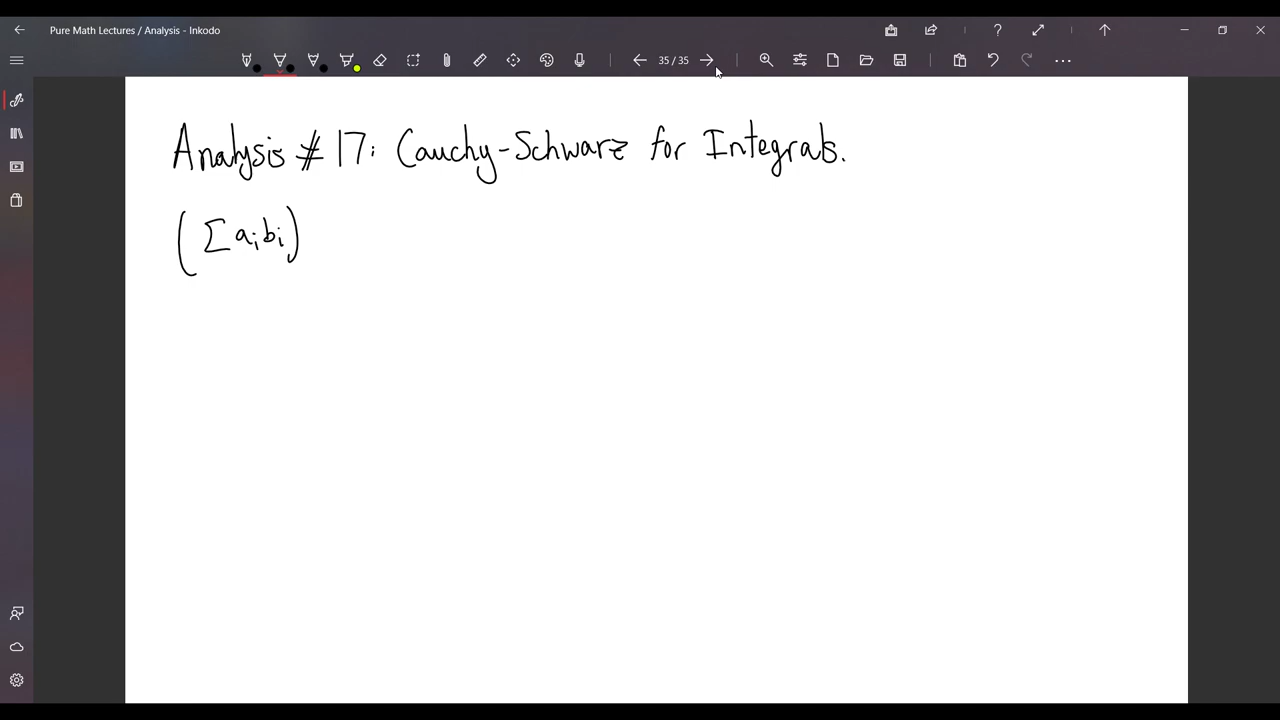 Pure Math Lectures / Analysis - Inkodo
35 / 35
Analysis # 17: Cauchy-Schwarz for Integrals.
(∑ aᵢbᵢ)